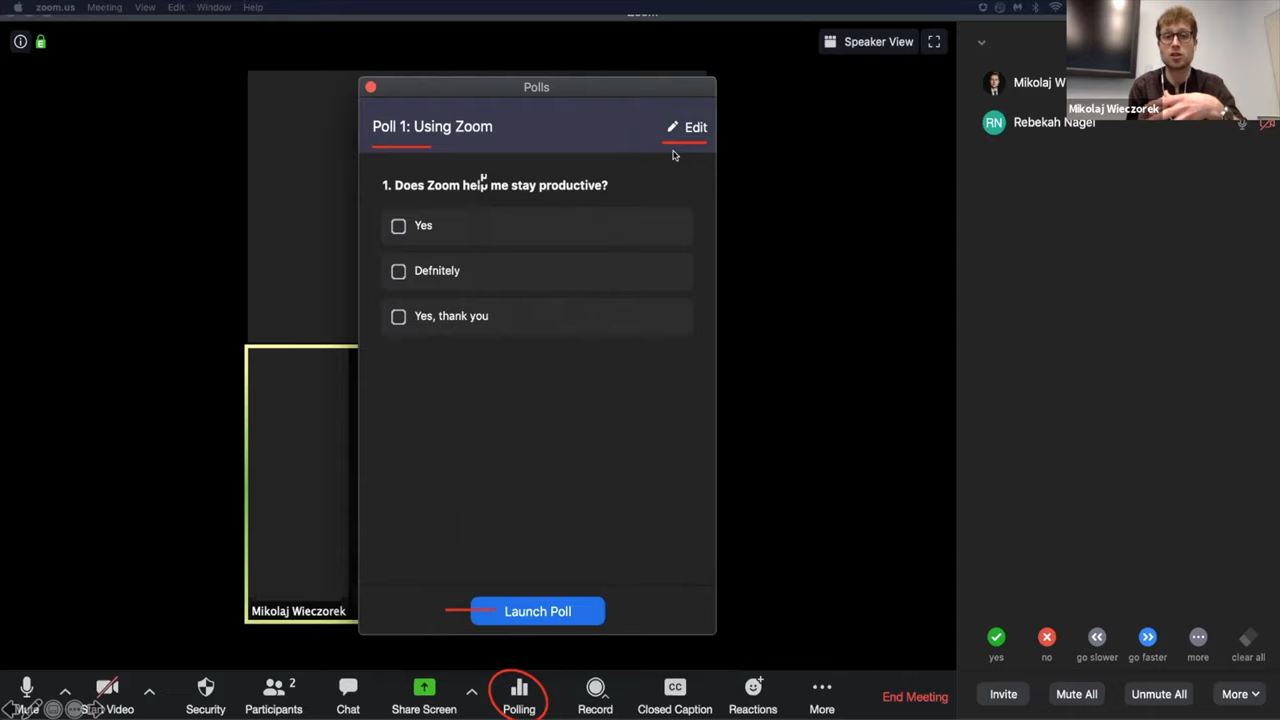 zoom.us Meeting View Edit Window Help
Zoom
Speaker View
Polls
Poll 1: Using Zoom
Edit
1. Does Zoom help me stay productive?
Yes
Defnitely
Yes, thank you
Launch Poll
Mikolaj Wieczorek
Mikolaj W
Mikolaj Wieczorek
RN Rebekah Nagel
yes no go slower go faster more clear all
Mute Start Video Security Participants 2 Chat Share Screen Polling Record CC Closed Caption Reactions More End Meeting
Invite Mute All Unmute All More